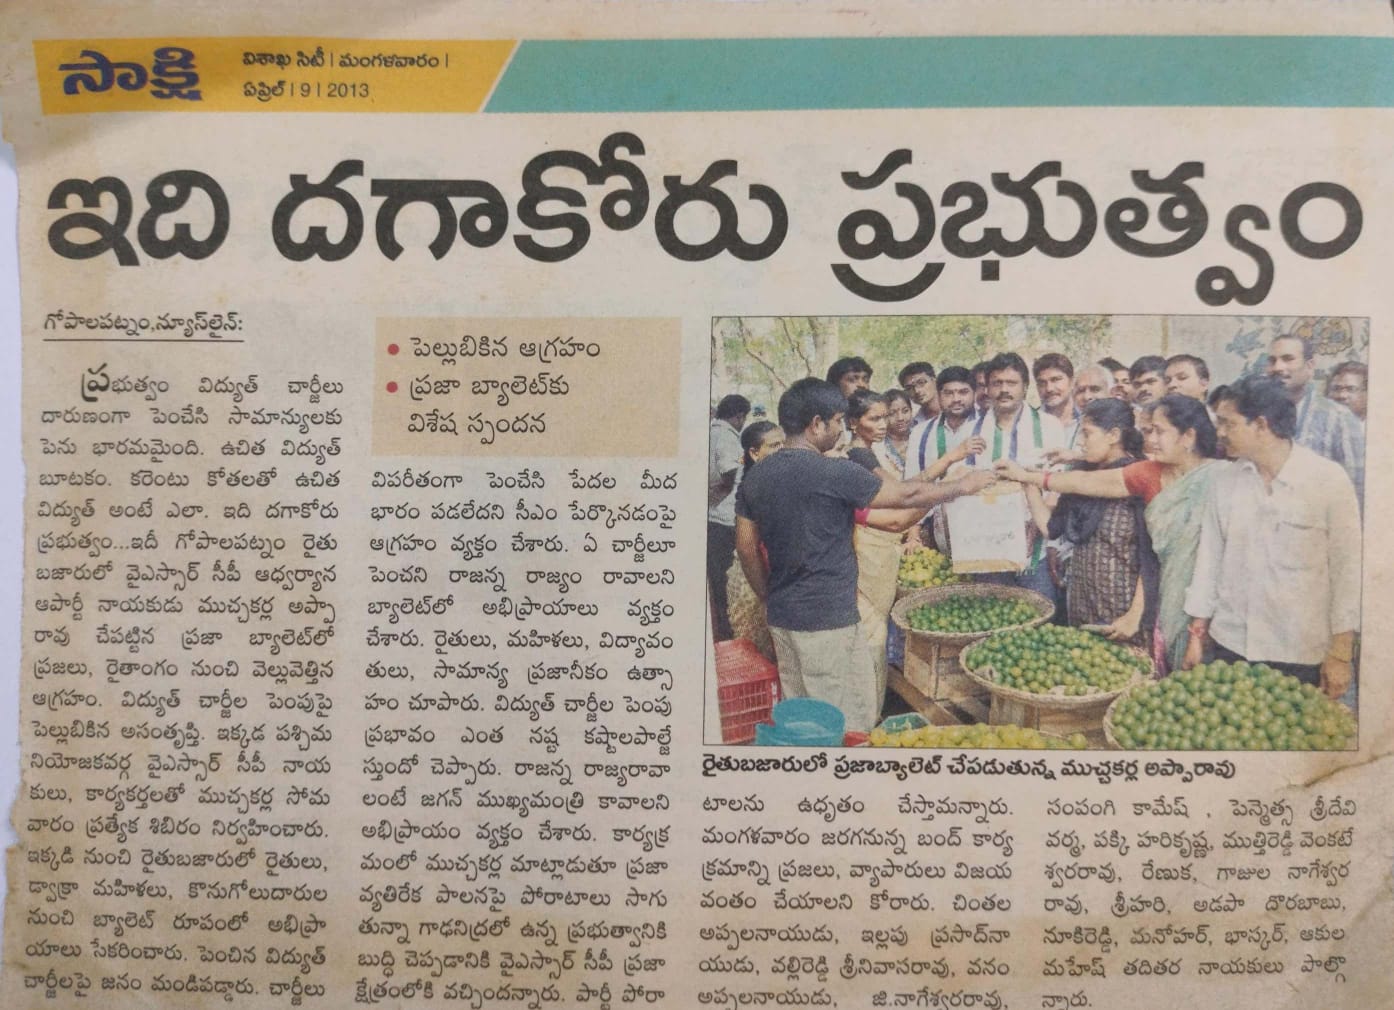 సాక్షి
విశాఖ సిటీ | మంగళవారం |
ఏప్రిల్ | 9 | 2013
ఇది దగాకోరు ప్రభుత్వం
గోపాలపట్నం,న్యూస్‌లైన్:
ప్రభుత్వం విద్యుత్ చార్జీలు
దారుణంగా పెంచేసి సామాన్యులకు
పెను భారమమైంది. ఉచిత విద్యుత్
బూటకం. కరెంటు కోతలతో ఉచిత
విద్యుత్ అంటే ఎలా. ఇది దగాకోరు
ప్రభుత్వం...ఇదీ గోపాలపట్నం రైతు
బజారులో వైఎస్సార్ సీపీ ఆధ్వర్యాన
ఆపార్టీ నాయకుడు ముచ్చకర్ల అప్పా
రావు చేపట్టిన ప్రజా బ్యాలెట్‌లో
ప్రజలు, రైతాంగం నుంచి వెల్లువెత్తిన
ఆగ్రహం. విద్యుత్ చార్జీల పెంపుపై
పెల్లుబికిన అసంతృప్తి. ఇక్కడ పశ్చిమ
నియోజకవర్గ వైఎస్సార్ సీపీ నాయ
కులు, కార్యకర్తలతో ముచ్చకర్ల సోమ
వారం ప్రత్యేక శిబిరం నిర్వహించారు.
ఇక్కడి నుంచి రైతుబజారులో రైతులు,
డ్వాక్రా మహిళలు, కొనుగోలుదారుల
నుంచి బ్యాలెట్ రూపంలో అభిప్రా
యాలు సేకరించారు. పెంచిన విద్యుత్
చార్జీలపై జనం మండిపడ్డారు. చార్జీలు
• పెల్లుబికిన ఆగ్రహం
• ప్రజా బ్యాలెట్‌కు
విశేష స్పందన
విపరీతంగా పెంచేసి పేదల మీద
భారం పడలేదని సీఎం పేర్కొనడంపై
ఆగ్రహం వ్యక్తం చేశారు. ఏ చార్జీలూ
పెంచని రాజన్న రాజ్యం రావాలని
బ్యాలెట్‌లో అభిప్రాయాలు వ్యక్తం
చేశారు. రైతులు, మహిళలు, విద్యావం
తులు, సామాన్య ప్రజానీకం ఉత్సా
హం చూపారు. విద్యుత్ చార్జీల పెంపు
ప్రభావం ఎంత నష్ట కష్టాలపాల్జే
స్తుందో చెప్పారు. రాజన్న రాజ్యరావా
లంటే జగన్ ముఖ్యమంత్రి కావాలని
అభిప్రాయం వ్యక్తం చేశారు. కార్యక్ర
మంలో ముచ్చకర్ల మాట్లాడుతూ ప్రజా
వ్యతిరేక పాలనపై పోరాటాలు సాగు
తున్నా గాఢనిద్రలో ఉన్న ప్రభుత్వానికి
బుద్ధి చెప్పడానికి వైఎస్సార్ సీపీ ప్రజా
క్షేత్రంలోకి వచ్చిందన్నారు. పార్టీ పోరా
రైతుబజారులో ప్రజాబ్యాలెట్ చేపడుతున్న ముచ్చకర్ల అప్పారావు
టాలను ఉధృతం చేస్తామన్నారు.
మంగళవారం జరగనున్న బంద్ కార్య
క్రమాన్ని ప్రజలు, వ్యాపారులు విజయ
వంతం చేయాలని కోరారు. చింతల
అప్పలనాయుడు, ఇల్లపు ప్రసాద్‌నా
యుడు, వల్లిరెడ్డి శ్రీనివాసరావు, వనం
అప్పలనాయుడు, జి.నాగేశ్వరరావు,
సంపంగి కామేష్ , పెన్మెత్స శ్రీదేవి
వర్మ, పక్కి హరికృష్ణ, ముత్తిరెడ్డి వెంకటే
శ్వరరావు, రేణుక, గాజుల నాగేశ్వర
రావు, శ్రీహరి, అడపా దొరబాబు,
నూకిరెడ్డి, మనోహర్, భాస్కర్, ఆకుల
మహేష్ తదితర నాయకులు పాల్గొ
న్నారు.